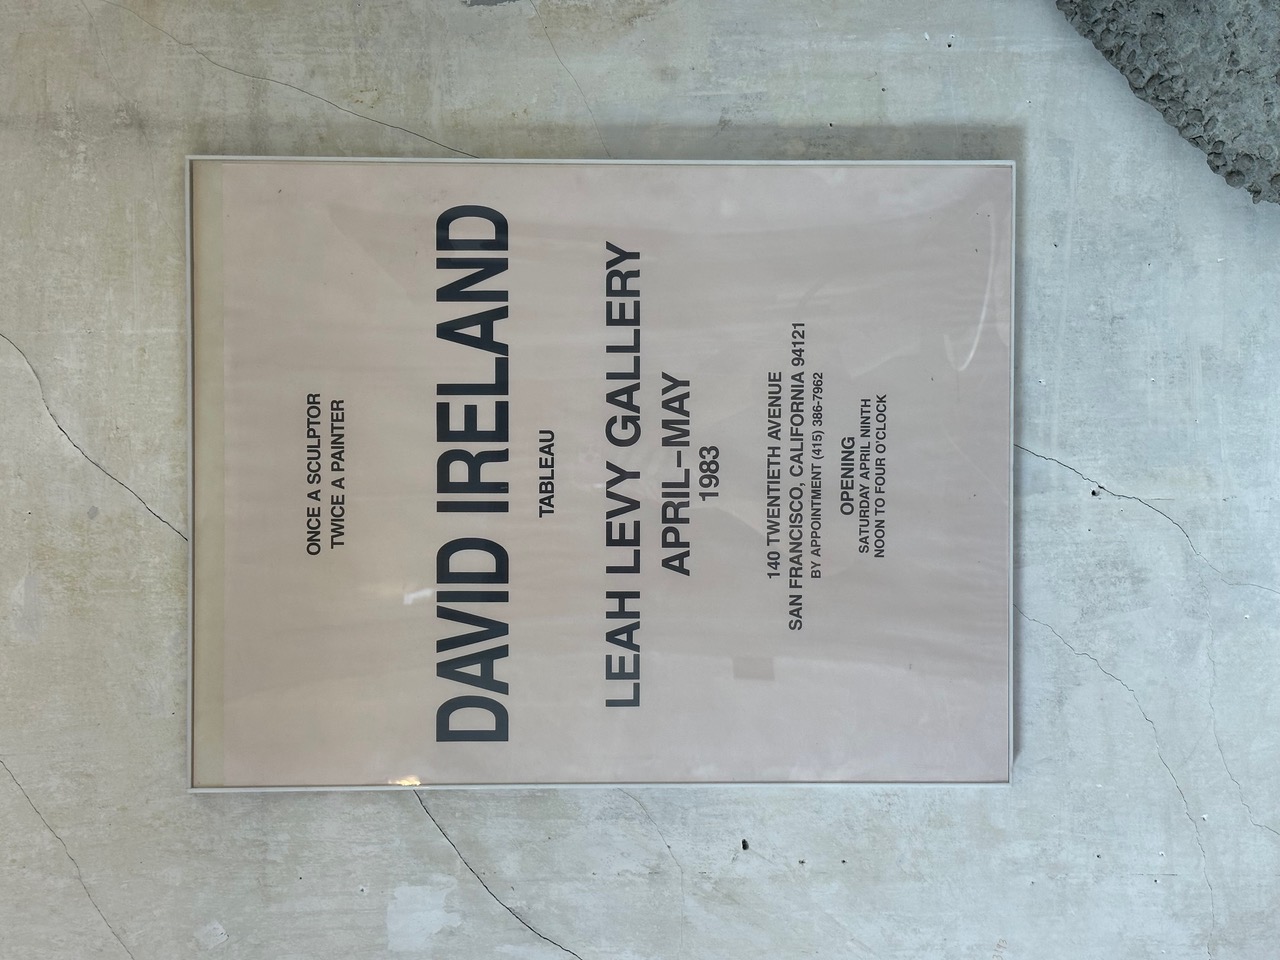 ONCE A SCULPTOR
TWICE A PAINTER
DAVID IRELAND
TABLEAU
LEAH LEVY GALLERY
APRIL–MAY
1983
140 TWENTIETH AVENUE
SAN FRANCISCO, CALIFORNIA 94121
BY APPOINTMENT (415) 386-7962
OPENING
SATURDAY APRIL NINTH
NOON TO FOUR O'CLOCK